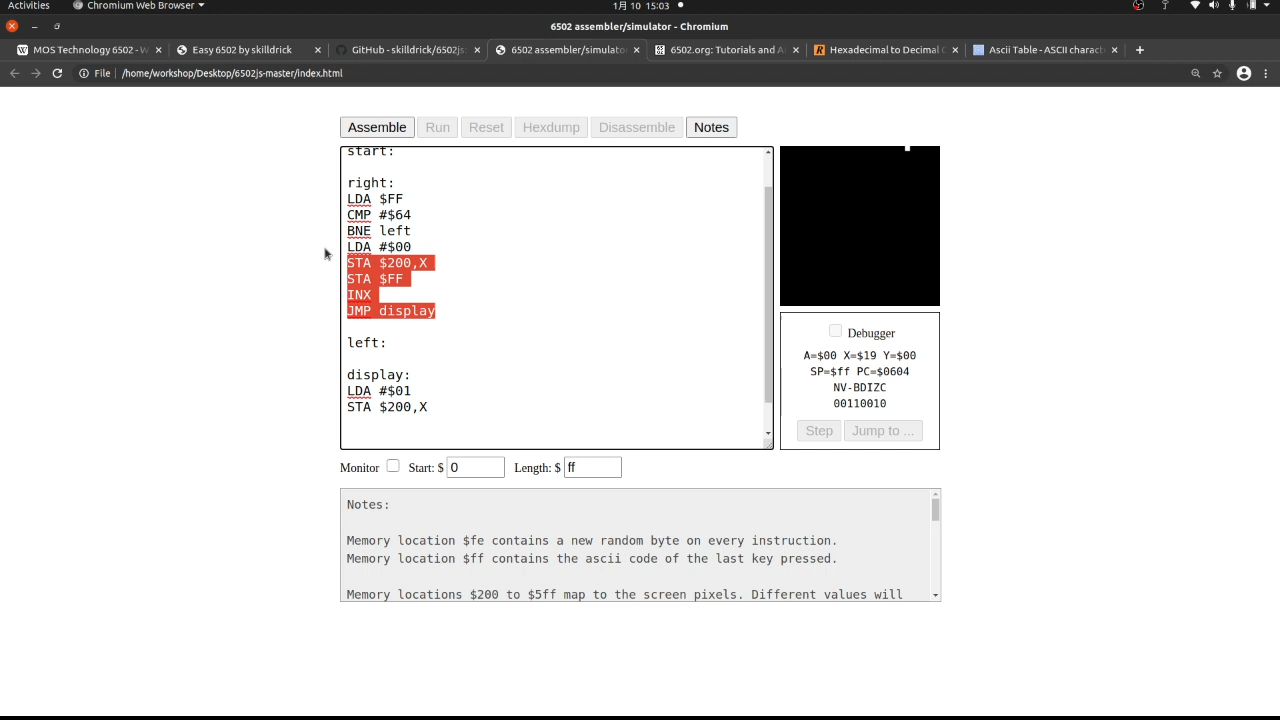 Activities
Chromium Web Browser
1月 10 15:03
6502 assembler/simulator - Chromium
MOS Technology 6502 - W
Easy 6502 by skilldrick
GitHub - skilldrick/6502js:
6502 assembler/simulator
6502.org: Tutorials and A
Hexadecimal to Decimal C
Ascii Table - ASCII charact
File
/home/workshop/Desktop/6502js-master/index.html
Assemble
Run
Reset
Hexdump
Disassemble
Notes
start:
right:
LDA $FF
CMP #$64
BNE left
LDA #$00
STA $200,X
STA $FF
INX
JMP display
left:
display:
LDA #$01
STA $200,X
Debugger
A=$00 X=$19 Y=$00
SP=$ff PC=$0604
NV-BDIZC
00110010
Step
Jump to ...
Monitor
Start: $ 0
Length: $ ff
Notes:
Memory location $fe contains a new random byte on every instruction.
Memory location $ff contains the ascii code of the last key pressed.
Memory locations $200 to $5ff map to the screen pixels. Different values will